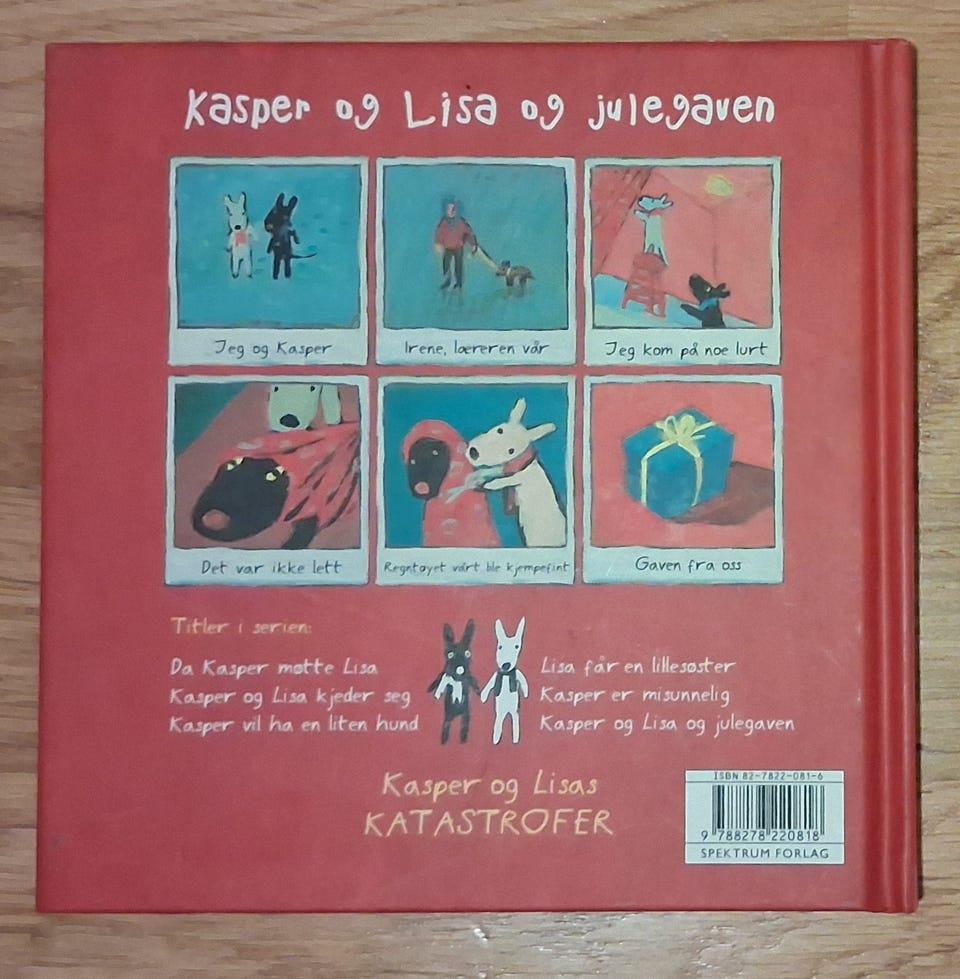 Kasper og Lisa og julegaven
Jeg og Kasper
Irene, læreren vår
Jeg kom på noe lurt
Det var ikke lett
Regntøyet vårt ble kjempefint
Gaven fra oss
Titler i serien:
Da Kasper møtte Lisa
Kasper og Lisa kjeder seg
Kasper vil ha en liten hund
Lisa får en lillesøster
Kasper er misunnelig
Kasper og Lisa og julegaven
Kasper og Lisas
KATASTROFER
ISBN 82-7822-081-6
9 788278 220818
SPEKTRUM FORLAG